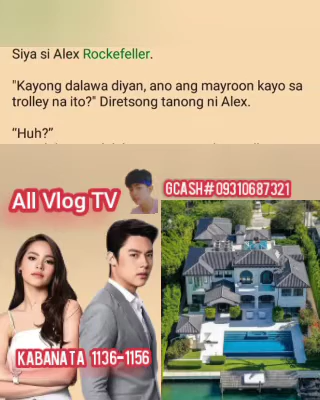 Siya si Alex Rockefeller.
"Kayong dalawa diyan, ano ang mayroon kayo sa
trolley na ito?" Diretsong tanong ni Alex.
"Huh?"
All Vlog TV
GCASH#09310687321
KABANATA 1136-1156